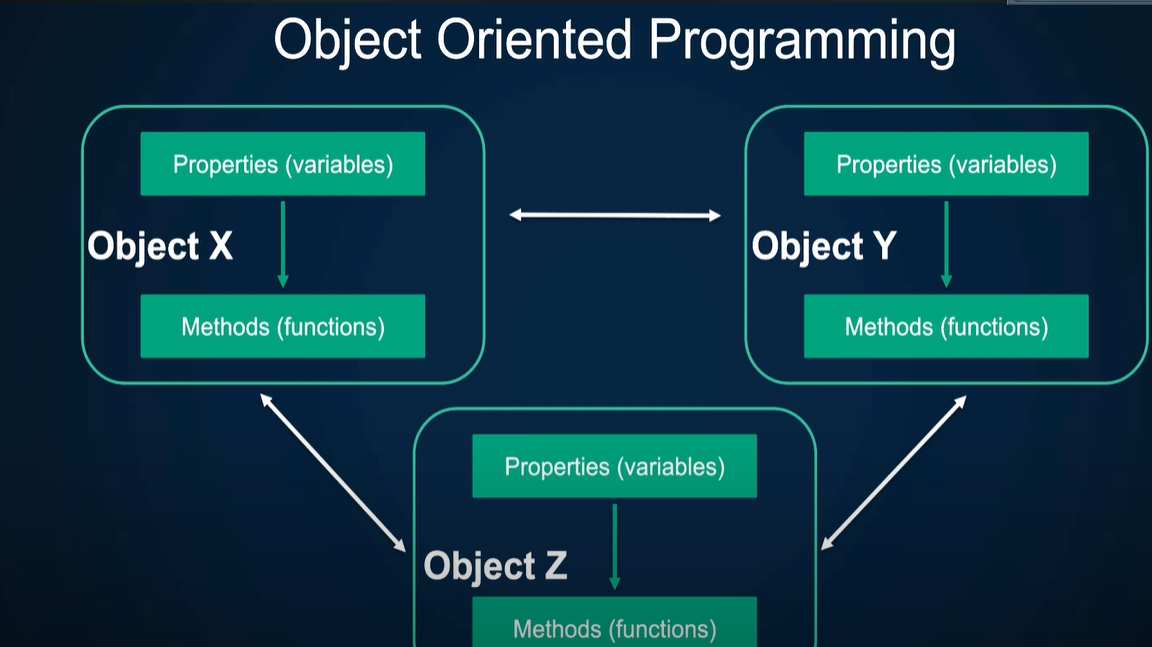 Object Oriented Programming
Properties (variables)
Object X
Methods (functions)
Properties (variables)
Object Y
Methods (functions)
Properties (variables)
Object Z
Methods (functions)